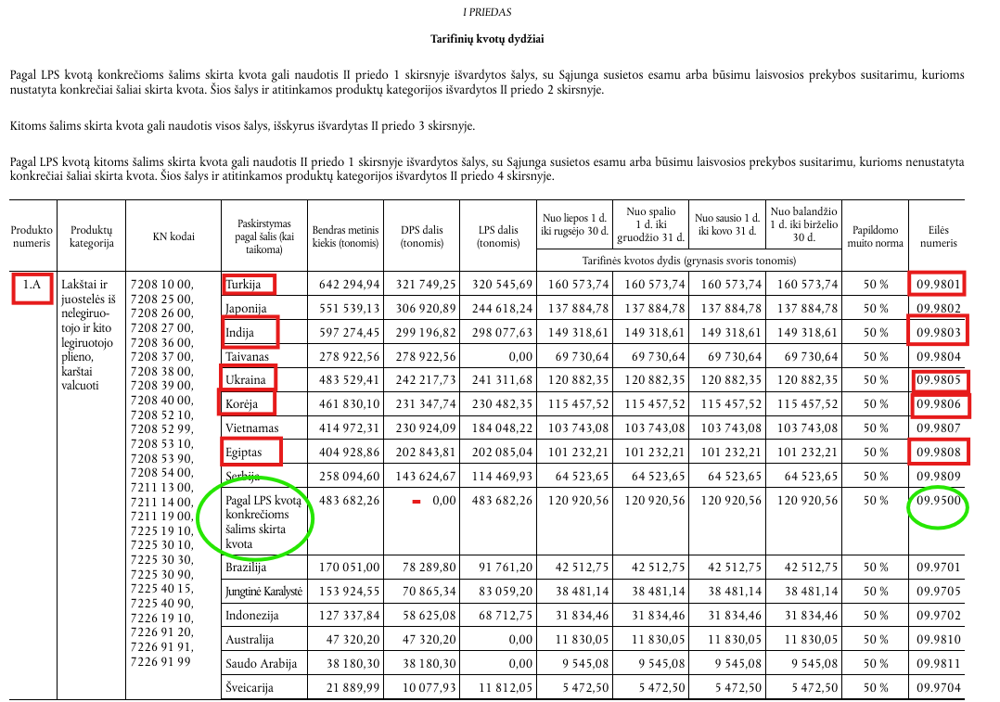 I PRIEDAS
Tarifinių kvotų dydžiai
Pagal LPS kvotą konkrečioms šalims skirta kvota gali naudotis II priedo 1 skirsnyje išvardytos šalys, su Sąjunga susietos esamu arba būsimu laisvosios prekybos susitarimu, kurioms
nustatyta konkrečiai šaliai skirta kvota. Šios šalys ir atitinkamos produktų kategorijos išvardytos II priedo 2 skirsnyje.
Kitoms šalims skirta kvota gali naudotis visos šalys, išskyrus išvardytas II priedo 3 skirsnyje.
Pagal LPS kvotą kitoms šalims skirta kvota gali naudotis II priedo 1 skirsnyje išvardytos šalys, su Sąjunga susietos esamu arba būsimu laisvosios prekybos susitarimu, kurioms nenustatyta
konkrečiai šaliai skirta kvota. Šios šalys ir atitinkamos produktų kategorijos išvardytos II priedo 4 skirsnyje.
Produkto
numeris
Produktų
kategorija
KN kodai
Paskirstymas
pagal šalis (kai
taikoma)
Bendras metinis
kiekis (tonomis)
DPS dalis
(tonomis)
LPS dalis
(tonomis)
Nuo liepos 1 d.
iki rugsėjo 30 d.
Nuo spalio
1 d. iki
gruodžio 31 d.
Nuo sausio 1 d.
iki kovo 31 d.
Nuo balandžio
1 d. iki birželio
30 d.
Tarifinės kvotos dydis (grynasis svoris tonomis)
Papildomo
muito norma
Eilės
numeris
1.A
Lakštai ir
juostelės iš
nelegiruo-
tojo ir kito
legiruotojo
plieno,
karštai
valcuoti
7208 10 00,
7208 25 00,
7208 26 00,
7208 27 00,
7208 36 00,
7208 37 00,
7208 38 00,
7208 39 00,
7208 40 00,
7208 52 10,
7208 52 99,
7208 53 10,
7208 53 90,
7208 54 00,
7211 13 00,
7211 14 00,
7211 19 00,
7225 19 10,
7225 30 10,
7225 30 30,
7225 30 90,
7225 40 15,
7225 40 90,
7226 19 10,
7226 91 20,
7226 91 91,
7226 91 99
Turkija 642 294,94 321 749,25 320 545,69 160 573,74 160 573,74 160 573,74 160 573,74 50 % 09.9801
Japonija 551 539,13 306 920,89 244 618,24 137 884,78 137 884,78 137 884,78 137 884,78 50 % 09.9802
Indija 597 274,45 299 196,82 298 077,63 149 318,61 149 318,61 149 318,61 149 318,61 50 % 09.9803
Taivanas 278 922,56 278 922,56 0,00 69 730,64 69 730,64 69 730,64 69 730,64 50 % 09.9804
Ukraina 483 529,41 242 217,73 241 311,68 120 882,35 120 882,35 120 882,35 120 882,35 50 % 09.9805
Korėja 461 830,10 231 347,74 230 482,35 115 457,52 115 457,52 115 457,52 115 457,52 50 % 09.9806
Vietnamas 414 972,31 230 924,09 184 048,22 103 743,08 103 743,08 103 743,08 103 743,08 50 % 09.9807
Egiptas 404 928,86 202 843,81 202 085,04 101 232,21 101 232,21 101 232,21 101 232,21 50 % 09.9808
Serbija 258 094,60 143 624,67 114 469,93 64 523,65 64 523,65 64 523,65 64 523,65 50 % 09.9809
Pagal LPS kvotą 483 682,26 0,00 483 682,26 120 920,56 120 920,56 120 920,56 120 920,56 50 % 09.9500
konkrečioms
šalims skirta
kvota
Brazilija 170 051,00 78 289,80 91 761,20 42 512,75 42 512,75 42 512,75 42 512,75 50 % 09.9701
Jungtinė Karalystė 153 924,55 70 865,34 83 059,20 38 481,14 38 481,14 38 481,14 38 481,14 50 % 09.9705
Indonezija 127 337,84 58 625,08 68 712,75 31 834,46 31 834,46 31 834,46 31 834,46 50 % 09.9702
Australija 47 320,20 47 320,20 0,00 11 830,05 11 830,05 11 830,05 11 830,05 50 % 09.9810
Saudo Arabija 38 180,30 38 180,30 0,00 9 545,08 9 545,08 9 545,08 9 545,08 50 % 09.9811
Šveicarija 21 889,99 10 077,93 11 812,05 5 472,50 5 472,50 5 472,50 5 472,50 50 % 09.9704